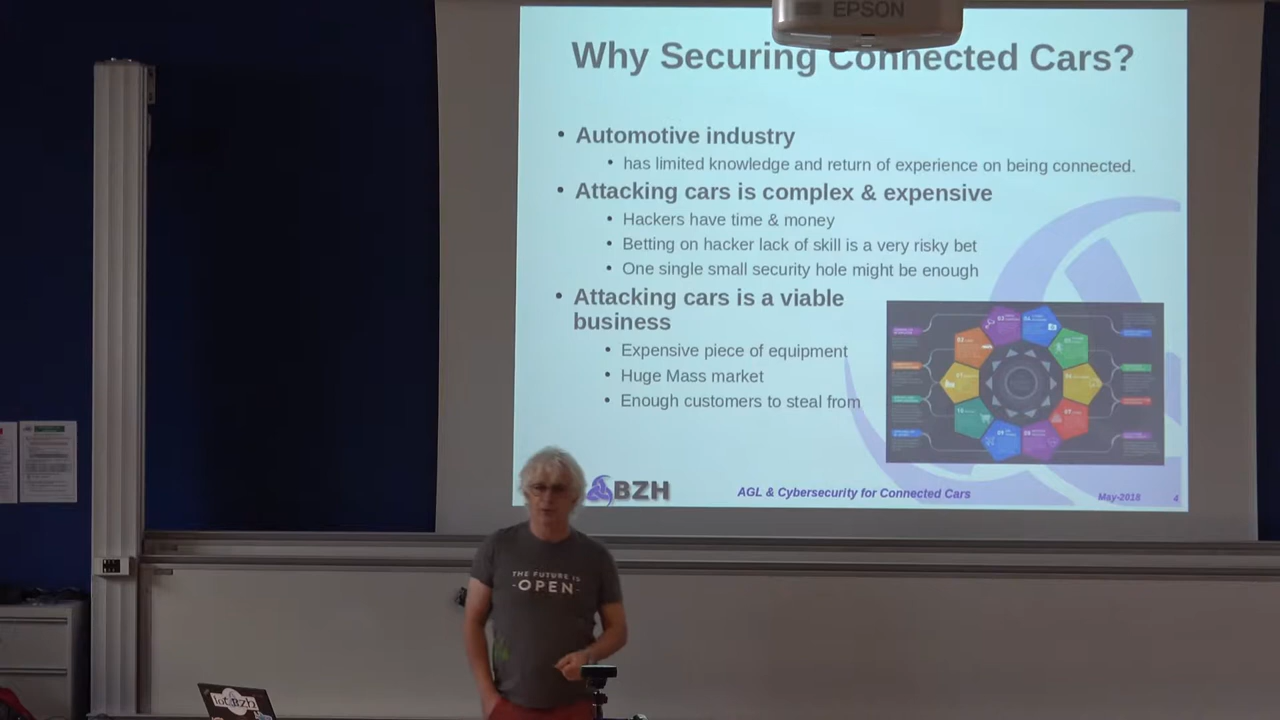 EPSON
Why Securing Connected Cars?
• Automotive industry
• has limited knowledge and return of experience on being connected.
• Attacking cars is complex & expensive
• Hackers have time & money
• Betting on hacker lack of skill is a very risky bet
• One single small security hole might be enough
• Attacking cars is a viable
business
• Expensive piece of equipment
• Huge Mass market
• Enough customers to steal from
BZH
AGL & Cybersecurity for Connected Cars
May-2018
4
THE FUTURE IS
-OPEN-
IoT.Bzh